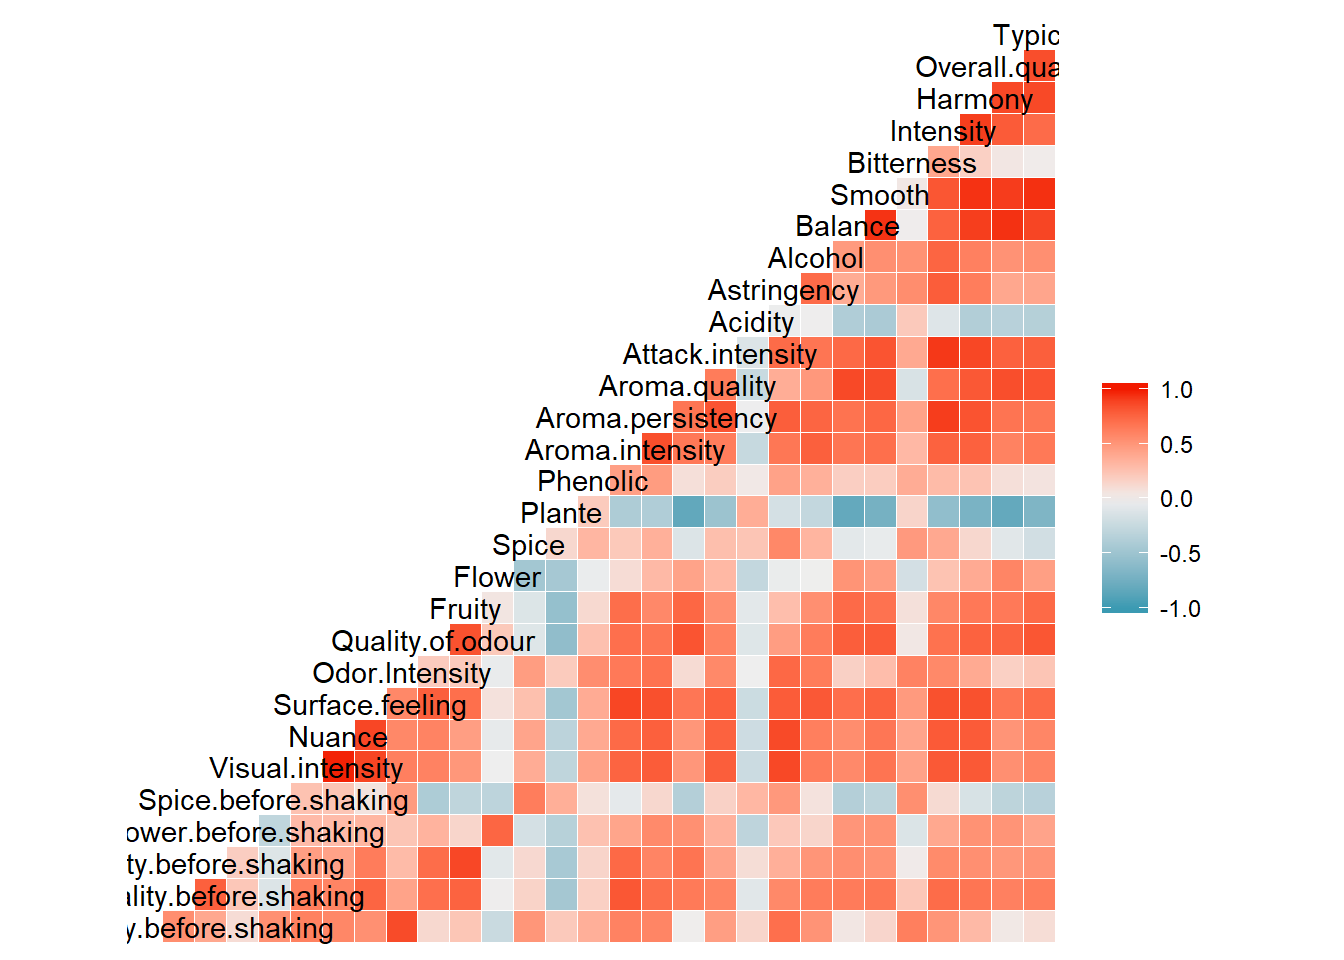 Typic
Overall.qua
Harmony
Intensity
Bitterness
Smooth
Balance
Alcohol
Astringency
Acidity
Attack.intensity
Aroma.quality
Aroma.persistency
Aroma.intensity
Phenolic
Plante
Spice
Flower
Fruity
Quality.of.odour
Odor.Intensity
Surface.feeling
Nuance
Visual.intensity
Spice.before.shaking
ower.before.shaking
ty.before.shaking
ality.before.shaking
y.before.shaking
1.0
0.5
0.0
-0.5
-1.0